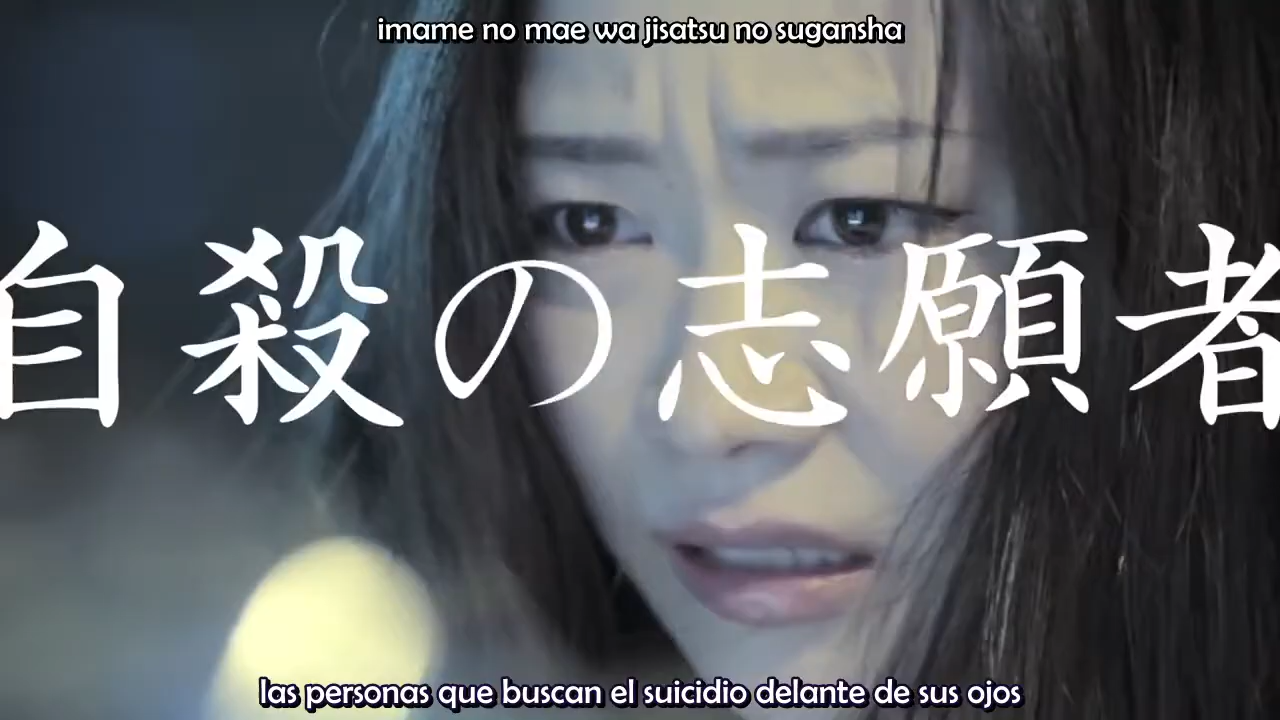 imame no mae wa jisatsu no sugansha
自殺の志願者
las personas que buscan el suicidio delante de sus ojos